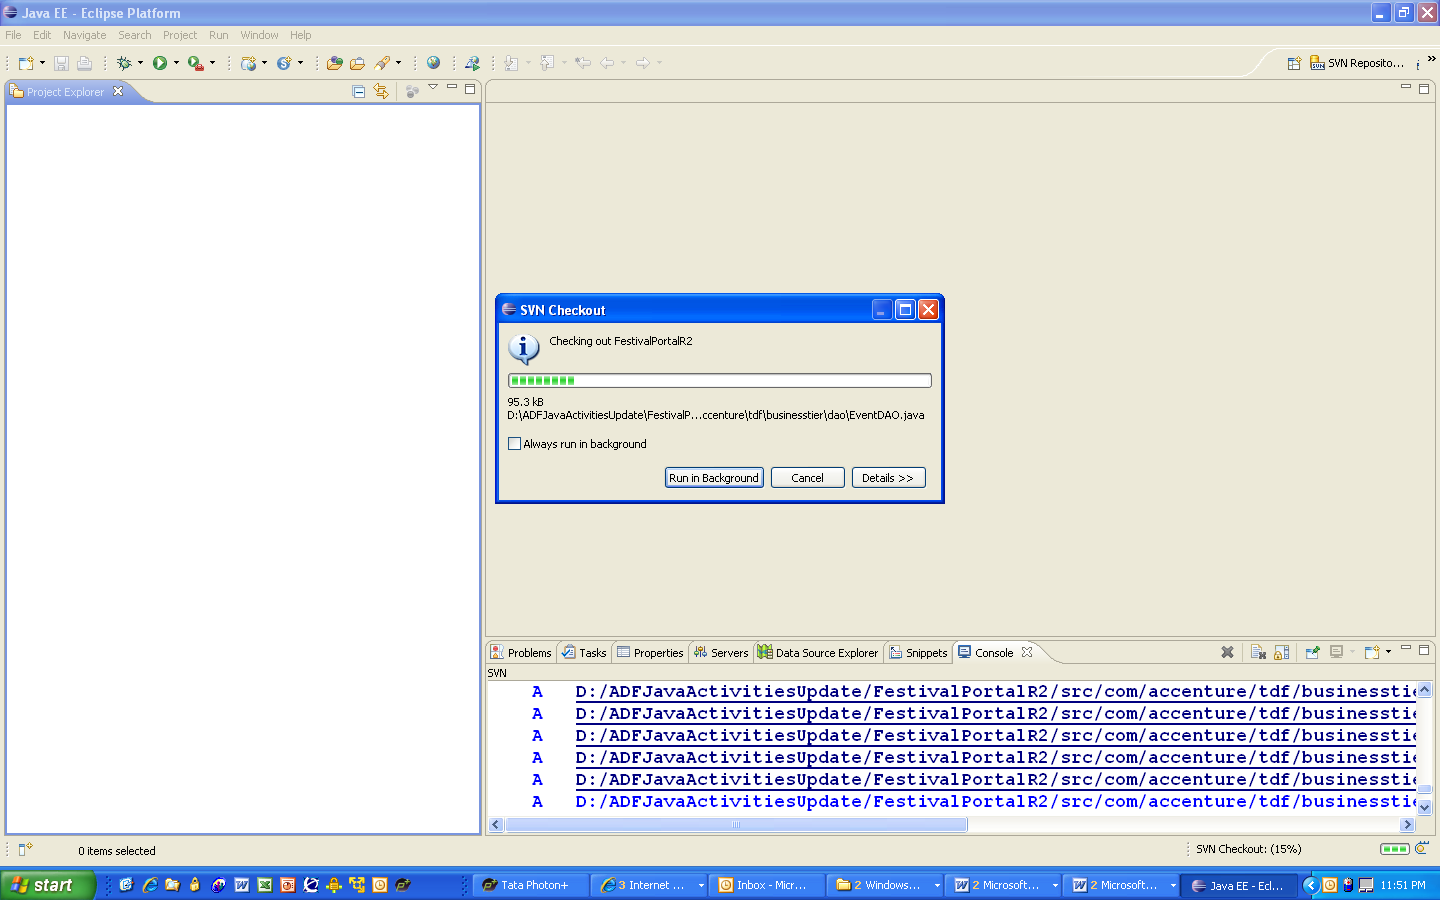 Java EE - Eclipse Platform
File Edit Navigate Search Project Run Window Help
SVN Reposito...
Project Explorer
SVN Checkout
Checking out FestivalPortalR2
95.3 kB
D:\ADFJavaActivitiesUpdate\FestivalP...ccenture\tdf\businesstier\dao\EventDAO.java
Always run in background
Run in Background Cancel Details >>
Problems Tasks Properties Servers Data Source Explorer Snippets Console
SVN
A D:/ADFJavaActivitiesUpdate/FestivalPortalR2/src/com/accenture/tdf/businesstie
A D:/ADFJavaActivitiesUpdate/FestivalPortalR2/src/com/accenture/tdf/businesstie
A D:/ADFJavaActivitiesUpdate/FestivalPortalR2/src/com/accenture/tdf/businesstie
A D:/ADFJavaActivitiesUpdate/FestivalPortalR2/src/com/accenture/tdf/businesstie
A D:/ADFJavaActivitiesUpdate/FestivalPortalR2/src/com/accenture/tdf/businesstie
A D:/ADFJavaActivitiesUpdate/FestivalPortalR2/src/com/accenture/tdf/businesstie
0 items selected SVN Checkout: (15%)
start Tata Photon+ 3 Internet ... Inbox - Micr... 2 Windows... 2 Microsoft... 2 Microsoft... Java EE - Ecl... 11:51 PM